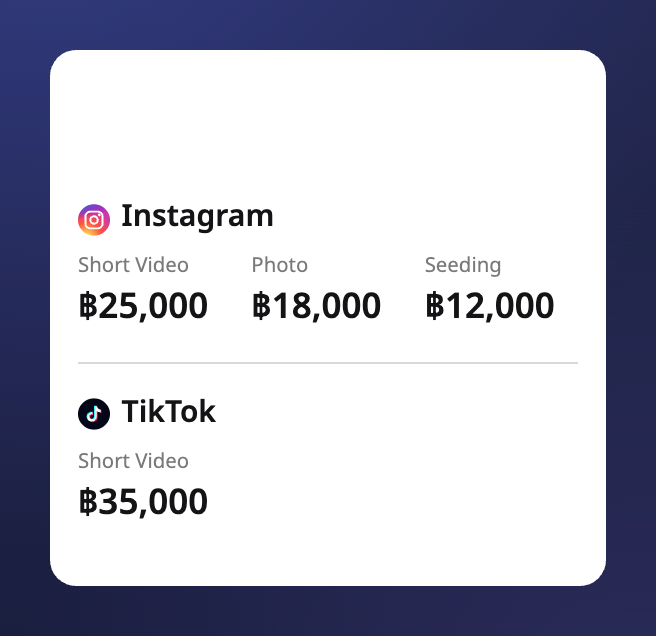 Instagram
Short Video Photo Seeding
฿25,000 ฿18,000 ฿12,000
TikTok
Short Video
฿35,000